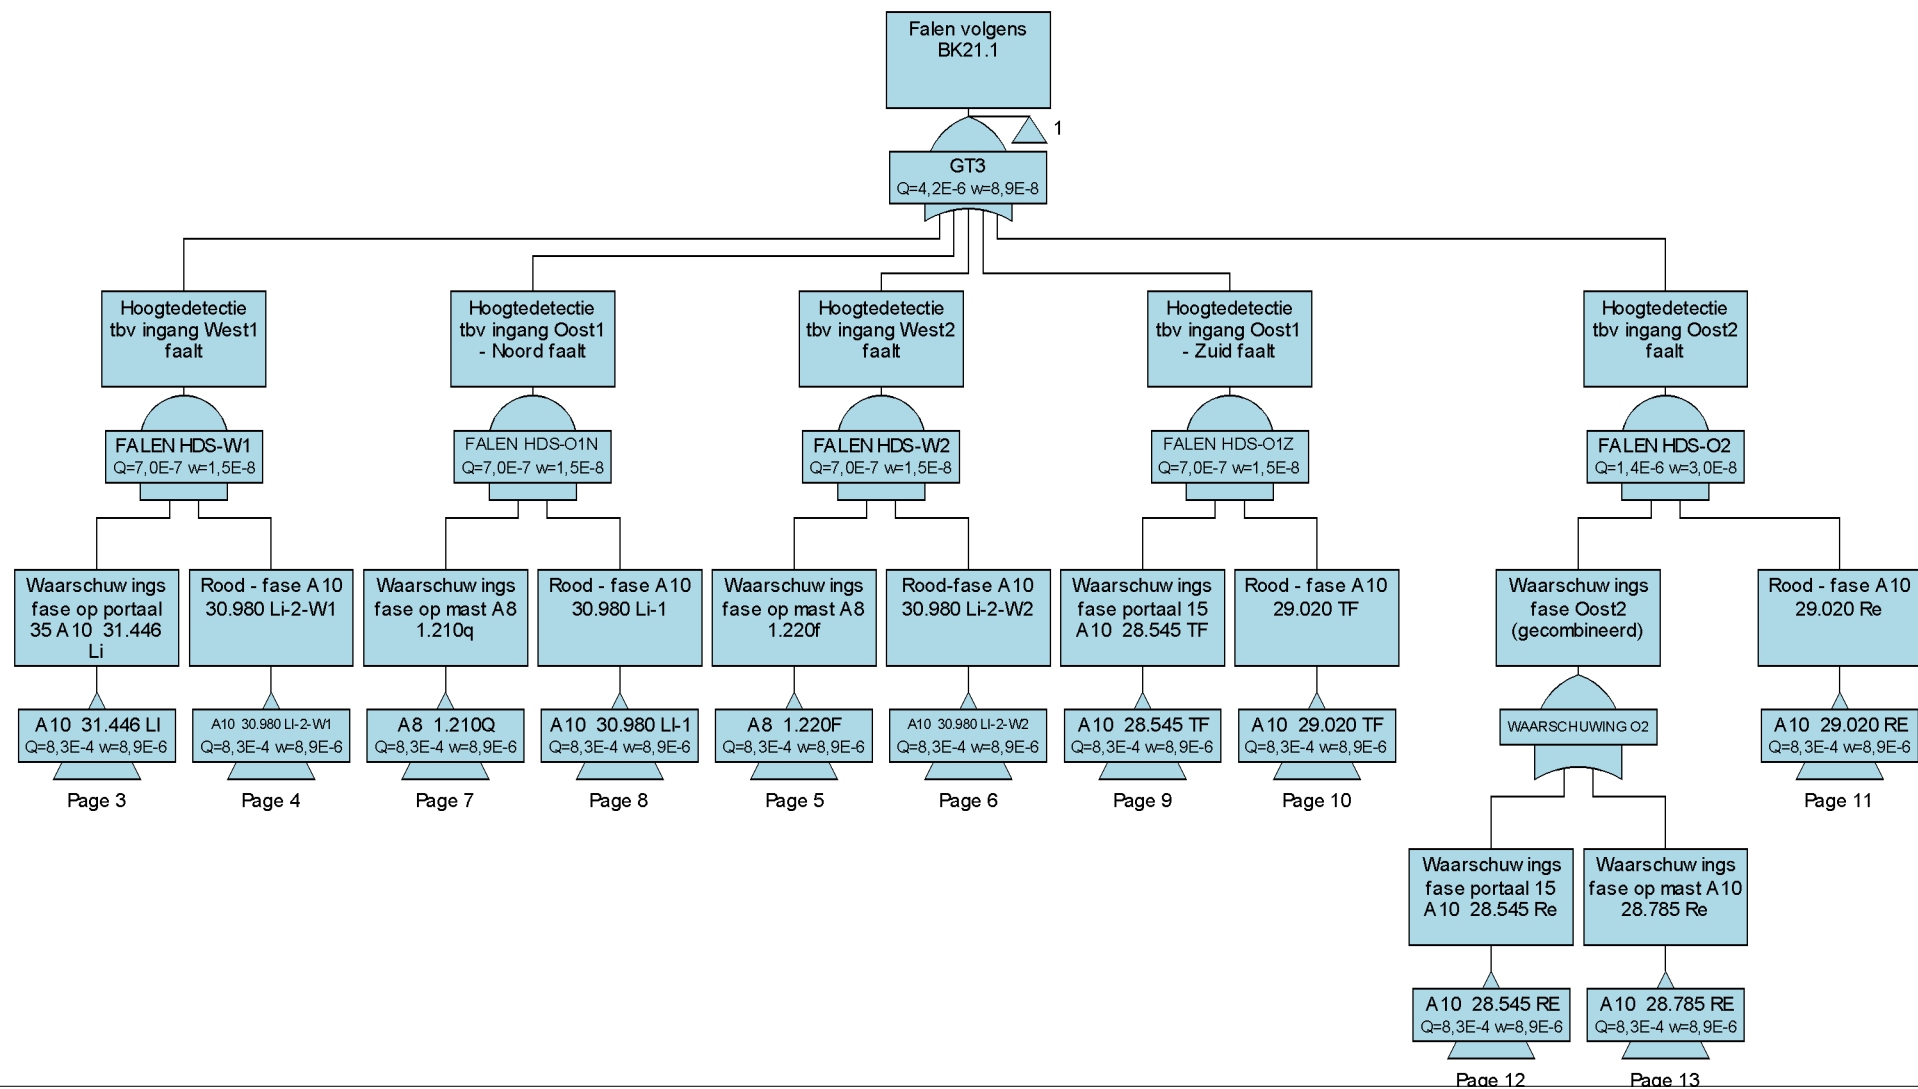 Falen volgens
BK21.1
1
GT3
Q=4,2E-6 w=8,9E-8
Hoogtedetectie
tbv ingang West1
faalt
FALEN HDS-W1
Q=7,0E-7 w=1,5E-8
Hoogtedetectie
tbv ingang Oost1
- Noord faalt
FALEN HDS-O1N
Q=7,0E-7 w=1,5E-8
Hoogtedetectie
tbv ingang West2
faalt
FALEN HDS-W2
Q=7,0E-7 w=1,5E-8
Hoogtedetectie
tbv ingang Oost1
- Zuid faalt
FALEN HDS-O1Z
Q=7,0E-7 w=1,5E-8
Hoogtedetectie
tbv ingang Oost2
faalt
FALEN HDS-O2
Q=1,4E-6 w=3,0E-8
Waarschuwings
fase op portaal
35 A10 31.446
Li
A10 31.446 LI
Q=8,3E-4 w=8,9E-6
Page 3
Rood - fase A10
30.980 Li-2-W1
A10 30.980 LI-2-W1
Q=8,3E-4 w=8,9E-6
Page 4
Waarschuwings
fase op mast A8
1.210q
A8 1.210Q
Q=8,3E-4 w=8,9E-6
Page 7
Rood - fase A10
30.980 Li-1
A10 30.980 LI-1
Q=8,3E-4 w=8,9E-6
Page 8
Waarschuwings
fase op mast A8
1.220f
A8 1.220F
Q=8,3E-4 w=8,9E-6
Page 5
Rood-fase A10
30.980 Li-2-W2
A10 30.980 LI-2-W2
Q=8,3E-4 w=8,9E-6
Page 6
Waarschuwings
fase portaal 15
A10 28.545 TF
A10 28.545 TF
Q=8,3E-4 w=8,9E-6
Page 9
Rood - fase A10
29.020 TF
A10 29.020 TF
Q=8,3E-4 w=8,9E-6
Page 10
Waarschuwings
fase Oost2
(gecombineerd)
WAARSCHUWING O2
Rood - fase A10
29.020 Re
A10 29.020 RE
Q=8,3E-4 w=8,9E-6
Page 11
Waarschuwings
fase portaal 15
A10 28.545 Re
A10 28.545 RE
Q=8,3E-4 w=8,9E-6
Page 12
Waarschuwings
fase op mast A10
28.785 Re
A10 28.785 RE
Q=8,3E-4 w=8,9E-6
Page 13